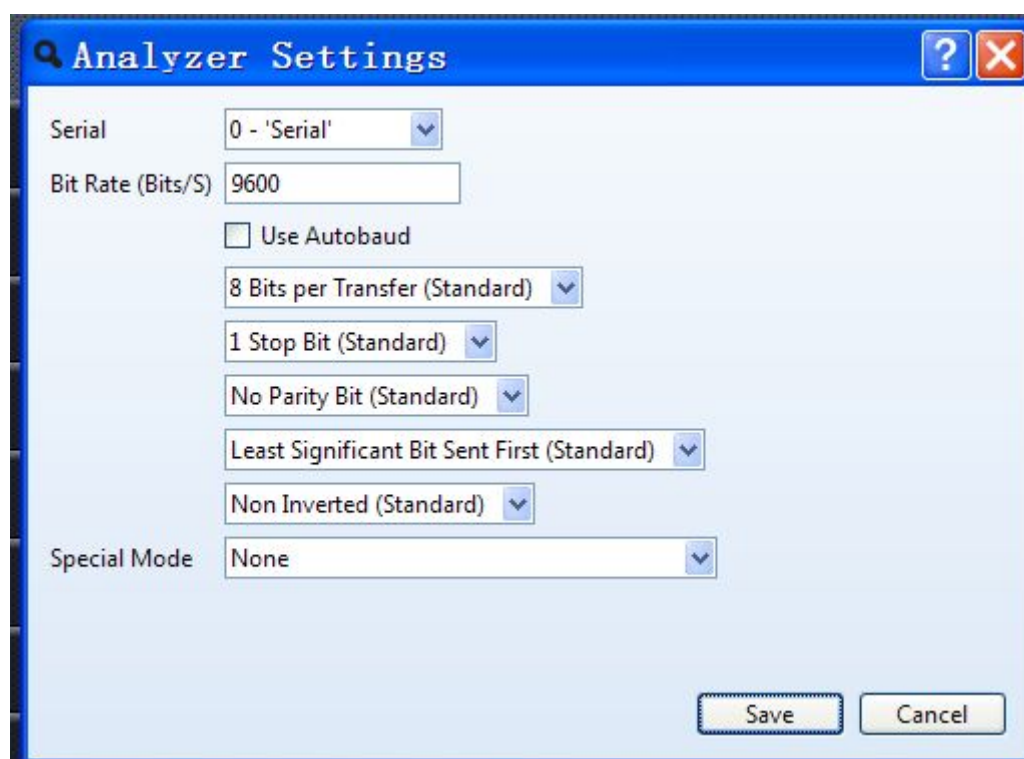 Analyzer Settings
Serial 0 - 'Serial'
Bit Rate (Bits/S) 9600
Use Autobaud
8 Bits per Transfer (Standard)
1 Stop Bit (Standard)
No Parity Bit (Standard)
Least Significant Bit Sent First (Standard)
Non Inverted (Standard)
Special Mode None
Save Cancel